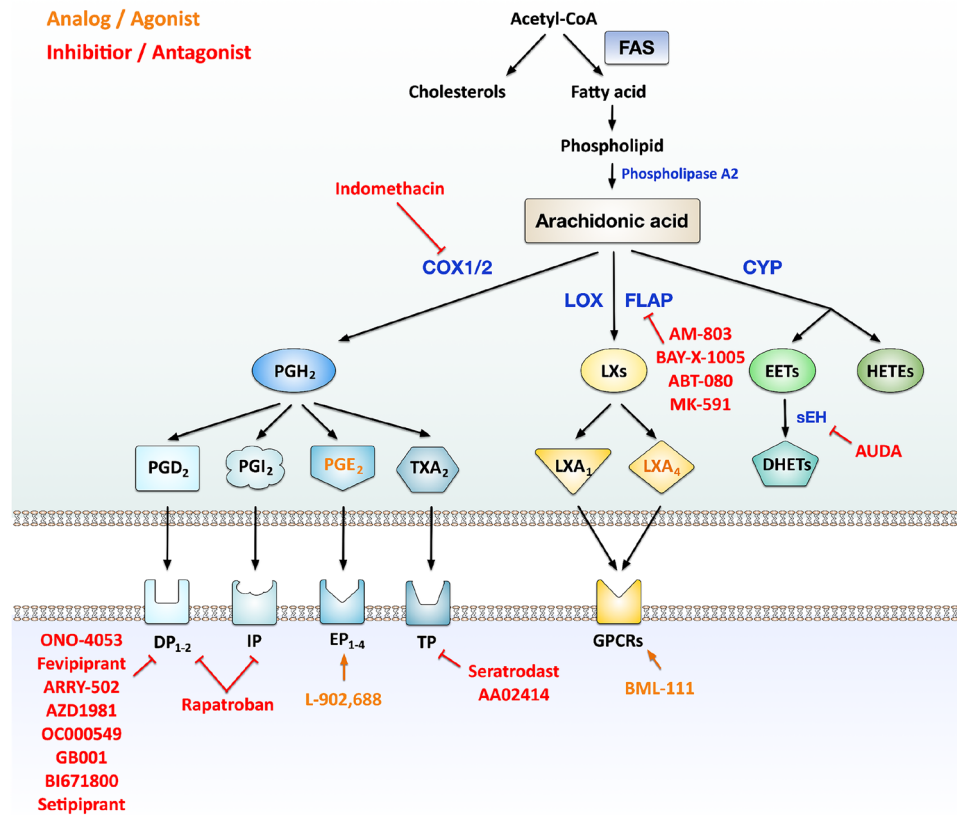 Analog / Agonist
Inhibitior / Antagonist
Acetyl-CoA
FAS
Cholesterols
Fatty acid
Phospholipid
Phospholipase A2
Indomethacin
Arachidonic acid
COX1/2
CYP
LOX
FLAP
AM-803
BAY-X-1005
ABT-080
MK-591
PGH₂
LXs
EETs
HETEs
sEH
AUDA
PGD₂
PGI₂
PGE₂
TXA₂
LXA₁
LXA₄
DHETs
DP₁₋₂
IP
EP₁₋₄
TP
GPCRs
ONO-4053
Fevipiprant
ARRY-502
AZD1981
OC000549
GB001
BI671800
Setipiprant
Rapatroban
L-902,688
Seratrodast
AA02414
BML-111